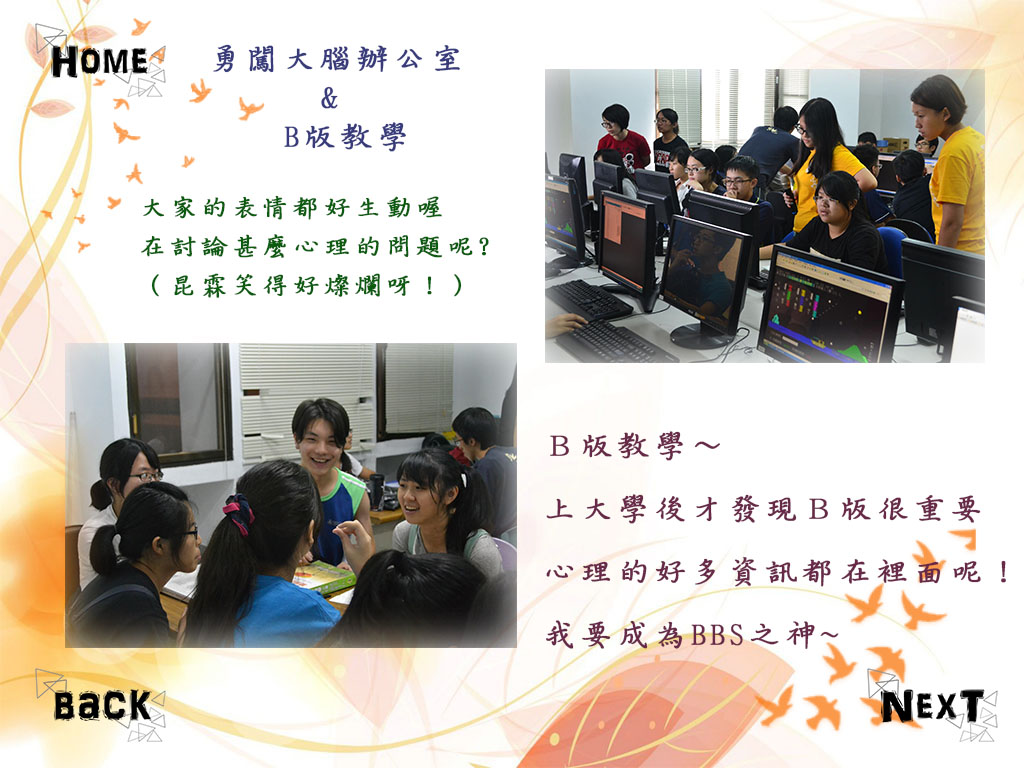 HOME
勇闖大腦辦公室
&
B版教學
大家的表情都好生動喔
在討論甚麼心理的問題呢?
(昆霖笑得好燦爛呀!)
B版教學～
上大學後才發現B版很重要
心理的好多資訊都在裡面呢!
我要成為BBS之神~
BACK
NEXT